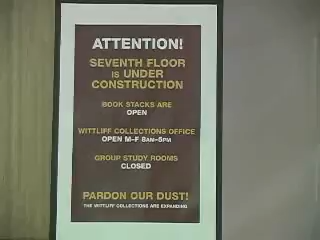 ATTENTION!
SEVENTH FLOOR
IS UNDER
CONSTRUCTION
BOOK STACKS ARE
OPEN
WITTLIFF COLLECTIONS OFFICE
OPEN M-F 8AM-5PM
GROUP STUDY ROOMS
CLOSED
PARDON OUR DUST!
THE WITTLIFF COLLECTIONS ARE EXPANDING